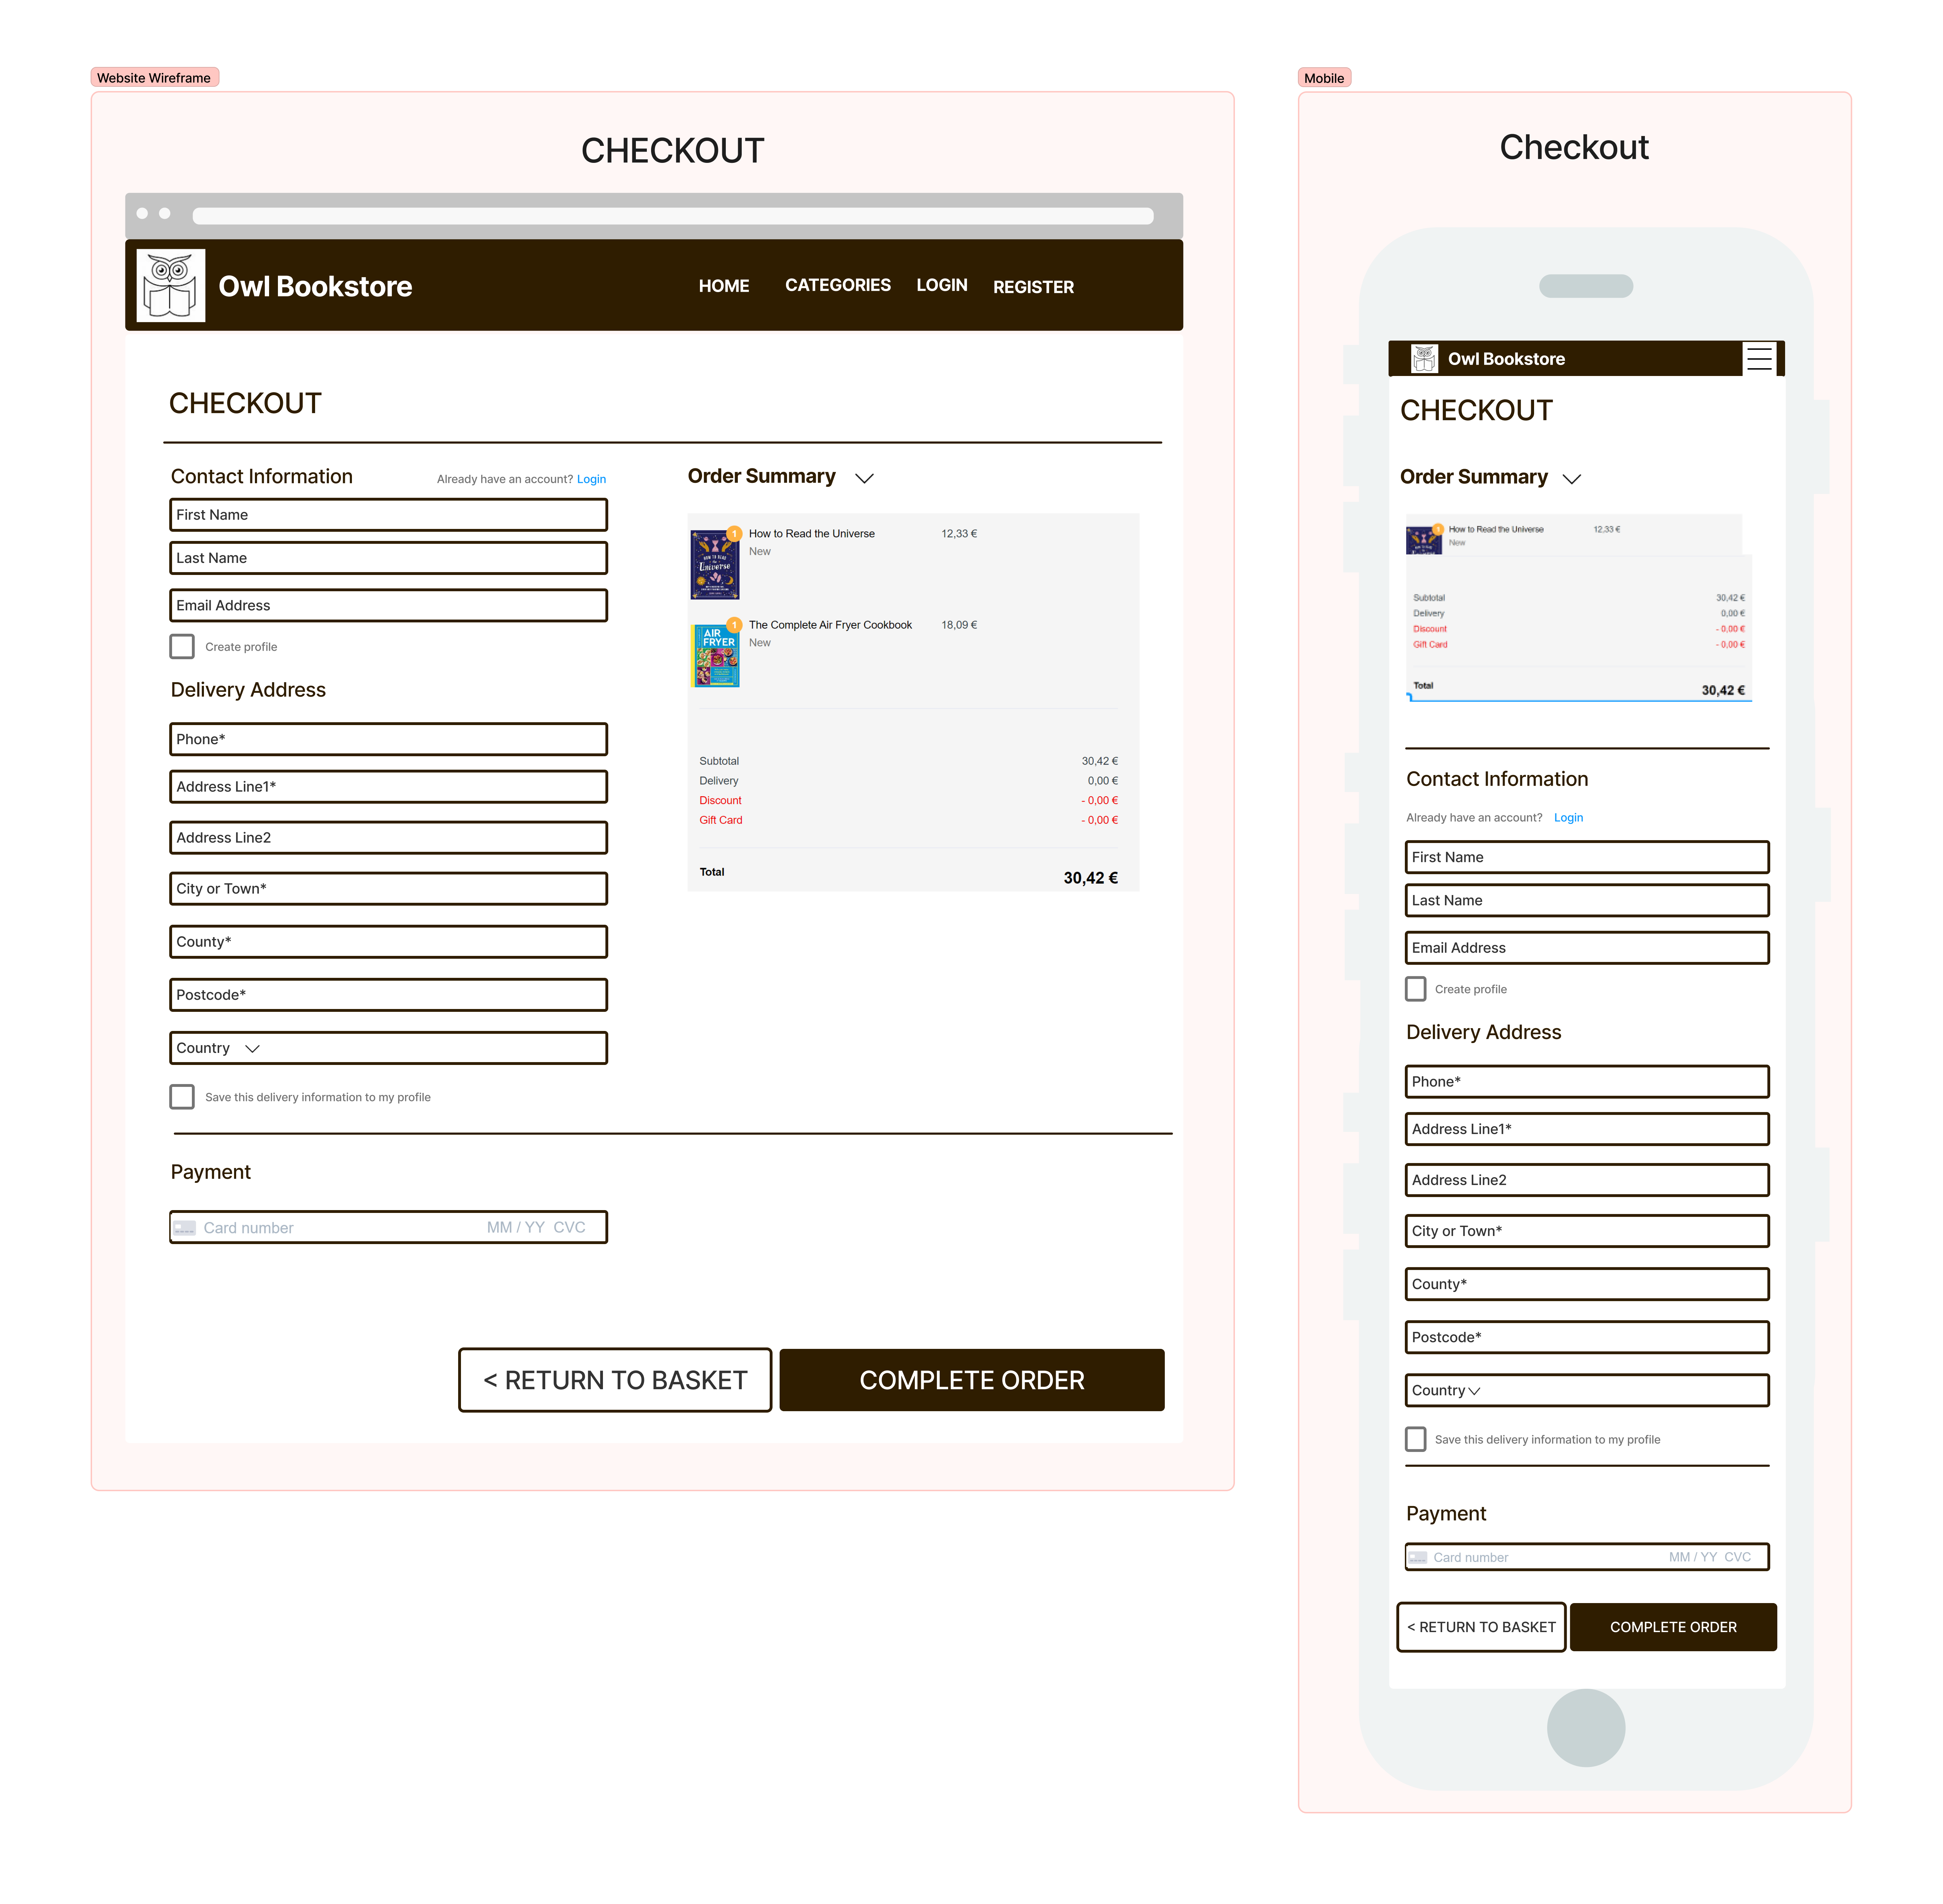 Website Wireframe
CHECKOUT
Owl Bookstore
HOME CATEGORIES LOGIN REGISTER
CHECKOUT
Contact Information Already have an account? Login
First Name
Last Name
Email Address
Create profile
Delivery Address
Phone*
Address Line1*
Address Line2
City or Town*
County*
Postcode*
Country
Save this delivery information to my profile
Order Summary
1
How to Read the Universe 12,33 €
New
HOW TO READ
the
Universe
1
The Complete Air Fryer Cookbook 18,09 €
New
AIR
FRYER
Subtotal 30,42 €
Delivery 0,00 €
Discount - 0,00 €
Gift Card - 0,00 €
Total 30,42 €
Payment
Card number MM / YY CVC
< RETURN TO BASKET
COMPLETE ORDER
Mobile
Checkout
Owl Bookstore
CHECKOUT
Order Summary
1
How to Read the Universe 12,33 €
New
Subtotal 30,42 €
Delivery 0,00 €
Discount - 0,00 €
Gift Card - 0,00 €
Total 30,42 €
Contact Information
Already have an account? Login
First Name
Last Name
Email Address
Create profile
Delivery Address
Phone*
Address Line1*
Address Line2
City or Town*
County*
Postcode*
Country
Save this delivery information to my profile
Payment
Card number MM / YY CVC
< RETURN TO BASKET
COMPLETE ORDER